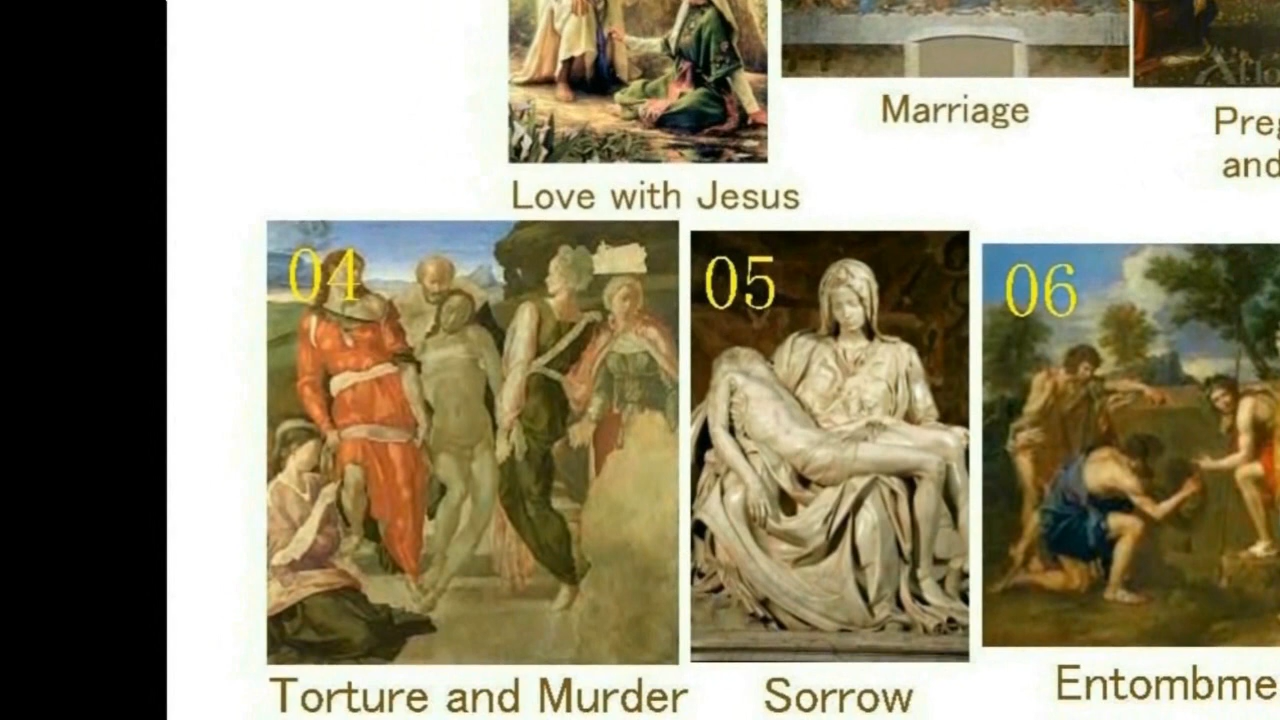 Marriage
Love with Jesus
04
05
06
Torture and Murder
Sorrow